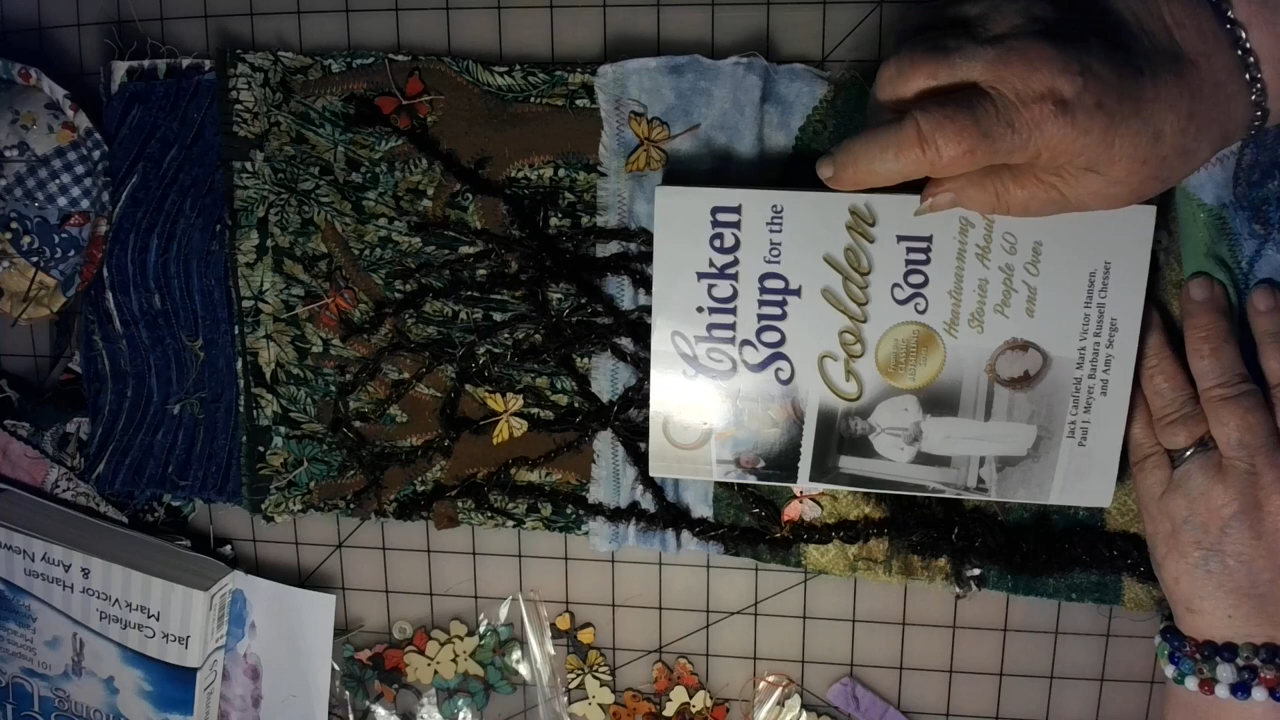 Chicken
Soup for the
Golden
Soul
Heartwarming
Stories About
People 60
and Over
Jack Canfield, Mark Victor Hansen,
Paul J. Meyer, Barbara Russell Chesser
and Amy Seeger
Jack Canfield,
Mark Victor Hansen
& Amy New